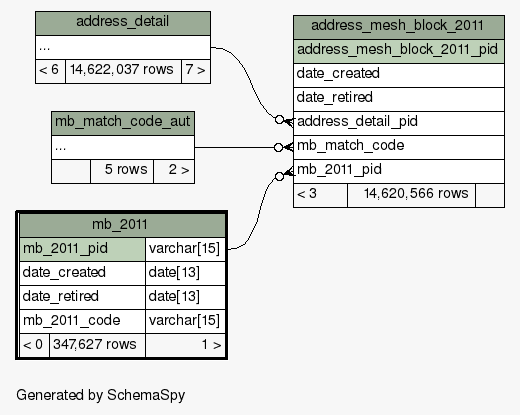 address_detail
...
< 6 14,622,037 rows 7 >
mb_match_code_aut
...
5 rows 2 >
mb_2011
mb_2011_pid varchar[15]
date_created date[13]
date_retired date[13]
mb_2011_code varchar[15]
< 0 347,627 rows 1 >
address_mesh_block_2011
address_mesh_block_2011_pid
date_created
date_retired
address_detail_pid
mb_match_code
mb_2011_pid
< 3 14,620,566 rows
Generated by SchemaSpy